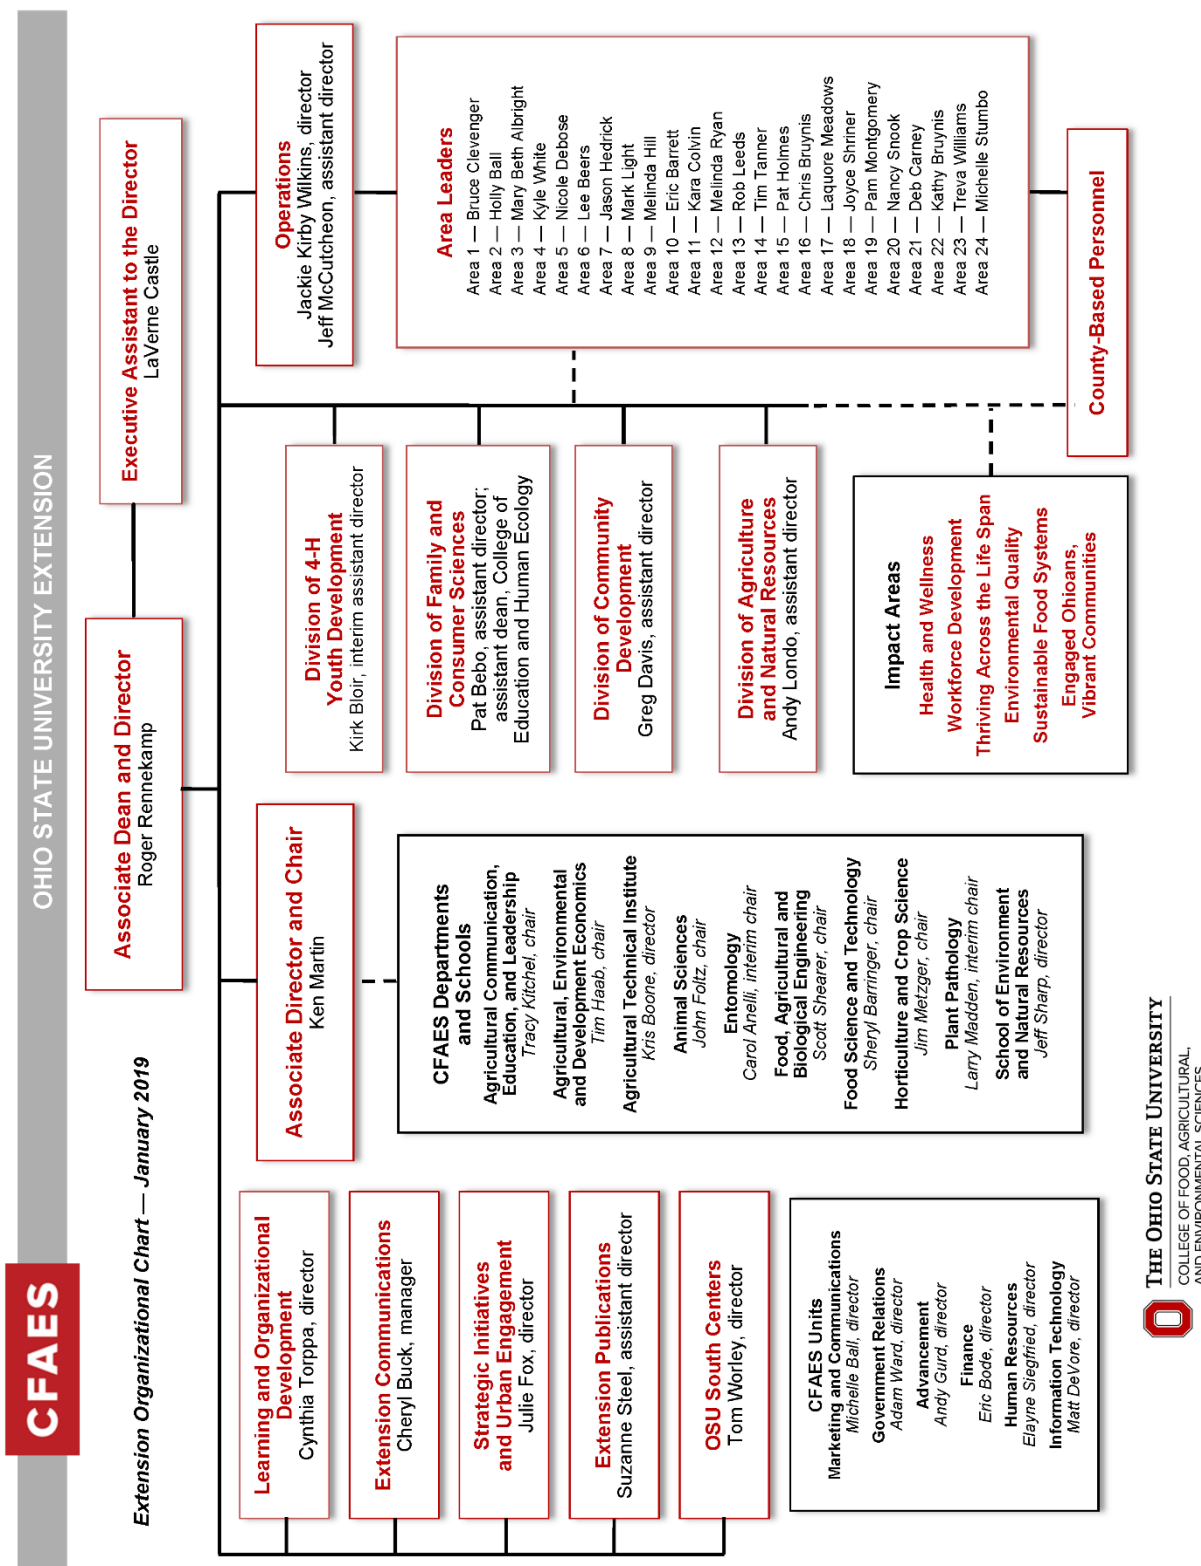 OHIO STATE UNIVERSITY EXTENSION
CFAES
Extension Organizational Chart — January 2019
Associate Dean and Director
Roger Rennekamp
Executive Assistant to the Director
LaVerne Castle
Learning and Organizational
Development
Cynthia Torppa, director
Extension Communications
Cheryl Buck, manager
Strategic Initiatives
and Urban Engagement
Julie Fox, director
Extension Publications
Suzanne Steel, assistant director
OSU South Centers
Tom Worley, director
CFAES Units
Marketing and Communications
Michelle Ball, director
Government Relations
Adam Ward, director
Advancement
Andy Gurd, director
Finance
Eric Bode, director
Human Resources
Elayne Siegfried, director
Information Technology
Matt DeVore, director
Associate Director and Chair
Ken Martin
CFAES Departments
and Schools
Agricultural Communication,
Education, and Leadership
Tracy Kitchel, chair
Agricultural, Environmental
and Development Economics
Tim Haab, chair
Agricultural Technical Institute
Kris Boone, director
Animal Sciences
John Foltz, chair
Entomology
Carol Anelli, interim chair
Food, Agricultural and
Biological Engineering
Scott Shearer, chair
Food Science and Technology
Sheryl Barringer, chair
Horticulture and Crop Science
Jim Metzger, chair
Plant Pathology
Larry Madden, interim chair
School of Environment
and Natural Resources
Jeff Sharp, director
Division of 4-H
Youth Development
Kirk Bloir, interim assistant director
Division of Family and
Consumer Sciences
Pat Bebo, assistant director;
assistant dean, College of
Education and Human Ecology
Division of Community
Development
Greg Davis, assistant director
Division of Agriculture
and Natural Resources
Andy Londo, assistant director
Impact Areas
Health and Wellness
Workforce Development
Thriving Across the Life Span
Environmental Quality
Sustainable Food Systems
Engaged Ohioans,
Vibrant Communities
Operations
Jackie Kirby Wilkins, director
Jeff McCutcheon, assistant director
Area Leaders
Area 1 — Bruce Clevenger
Area 2 — Holly Ball
Area 3 — Mary Beth Albright
Area 4 — Kyle White
Area 5 — Nicole Debose
Area 6 — Lee Beers
Area 7 — Jason Hedrick
Area 8 — Mark Light
Area 9 — Melinda Hill
Area 10 — Eric Barrett
Area 11 — Kara Colvin
Area 12 — Melinda Ryan
Area 13 — Rob Leeds
Area 14 — Tim Tanner
Area 15 — Pat Holmes
Area 16 — Chris Bruynis
Area 17 — Laquore Meadows
Area 18 — Joyce Shriner
Area 19 — Pam Montgomery
Area 20 — Nancy Snook
Area 21 — Deb Carney
Area 22 — Kathy Bruynis
Area 23 — Treva Williams
Area 24 — Michelle Stumbo
County-Based Personnel
THE OHIO STATE UNIVERSITY
COLLEGE OF FOOD, AGRICULTURAL,
AND ENVIRONMENTAL SCIENCES